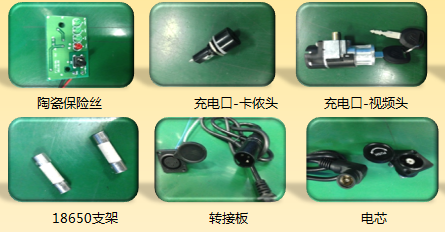 陶瓷保险丝
充电口-卡侬头
充电口-视频头
18650支架
转接板
电芯